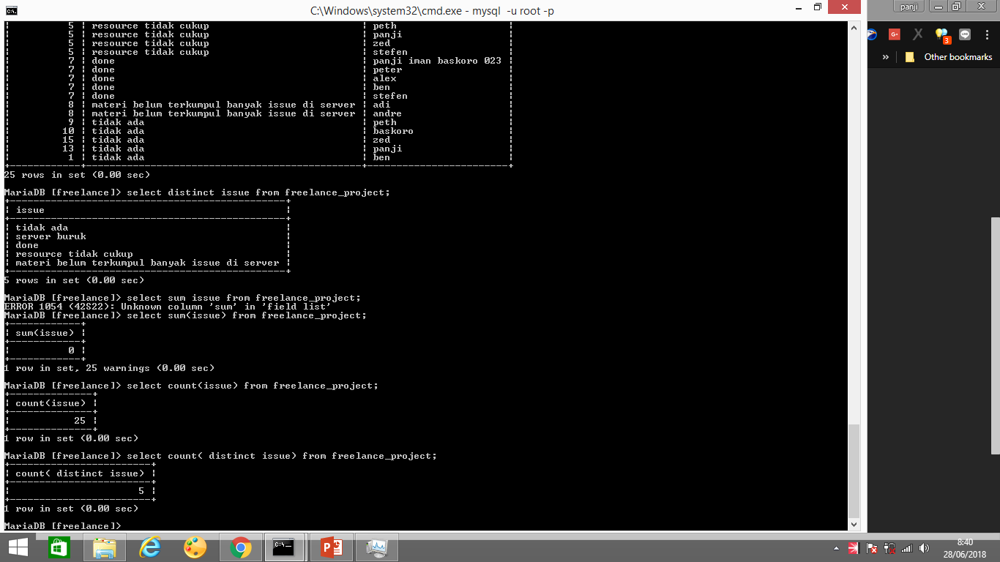 C:\Windows\system32\cmd.exe - mysql  -u root -p
panji
| 5 | resource tidak cukup | peth |
| 5 | resource tidak cukup | panji |
| 5 | resource tidak cukup | zed |
| 5 | resource tidak cukup | stefen |
| 7 | done | panji iman baskoro 023 |
| 7 | done | peter |
| 7 | done | alex |
| 7 | done | ben |
| 7 | done | stefen |
| 8 | materi belum terkumpul banyak issue di server | adi |
| 8 | materi belum terkumpul banyak issue di server | andre |
| 9 | tidak ada | peth |
| 10 | tidak ada | baskoro |
| 15 | tidak ada | zed |
| 13 | tidak ada | panji |
| 1 | tidak ada | ben |
25 rows in set (0.00 sec)
MariaDB [freelance]> select distinct issue from freelance_project;
| issue |
| tidak ada |
| server buruk |
| done |
| resource tidak cukup |
| materi belum terkumpul banyak issue di server |
5 rows in set (0.00 sec)
MariaDB [freelance]> select sum issue from freelance_project;
ERROR 1054 (42S22): Unknown column 'sum' in 'field list'
MariaDB [freelance]> select sum(issue) from freelance_project;
| sum(issue) |
| 0 |
1 row in set, 25 warnings (0.00 sec)
MariaDB [freelance]> select count(issue) from freelance_project;
| count(issue) |
| 25 |
1 row in set (0.00 sec)
MariaDB [freelance]> select count( distinct issue) from freelance_project;
| count( distinct issue) |
| 5 |
1 row in set (0.00 sec)
MariaDB [freelance]>
G+
3
LINE
» Other bookmarks
C:\_
P
8:40
28/06/2018